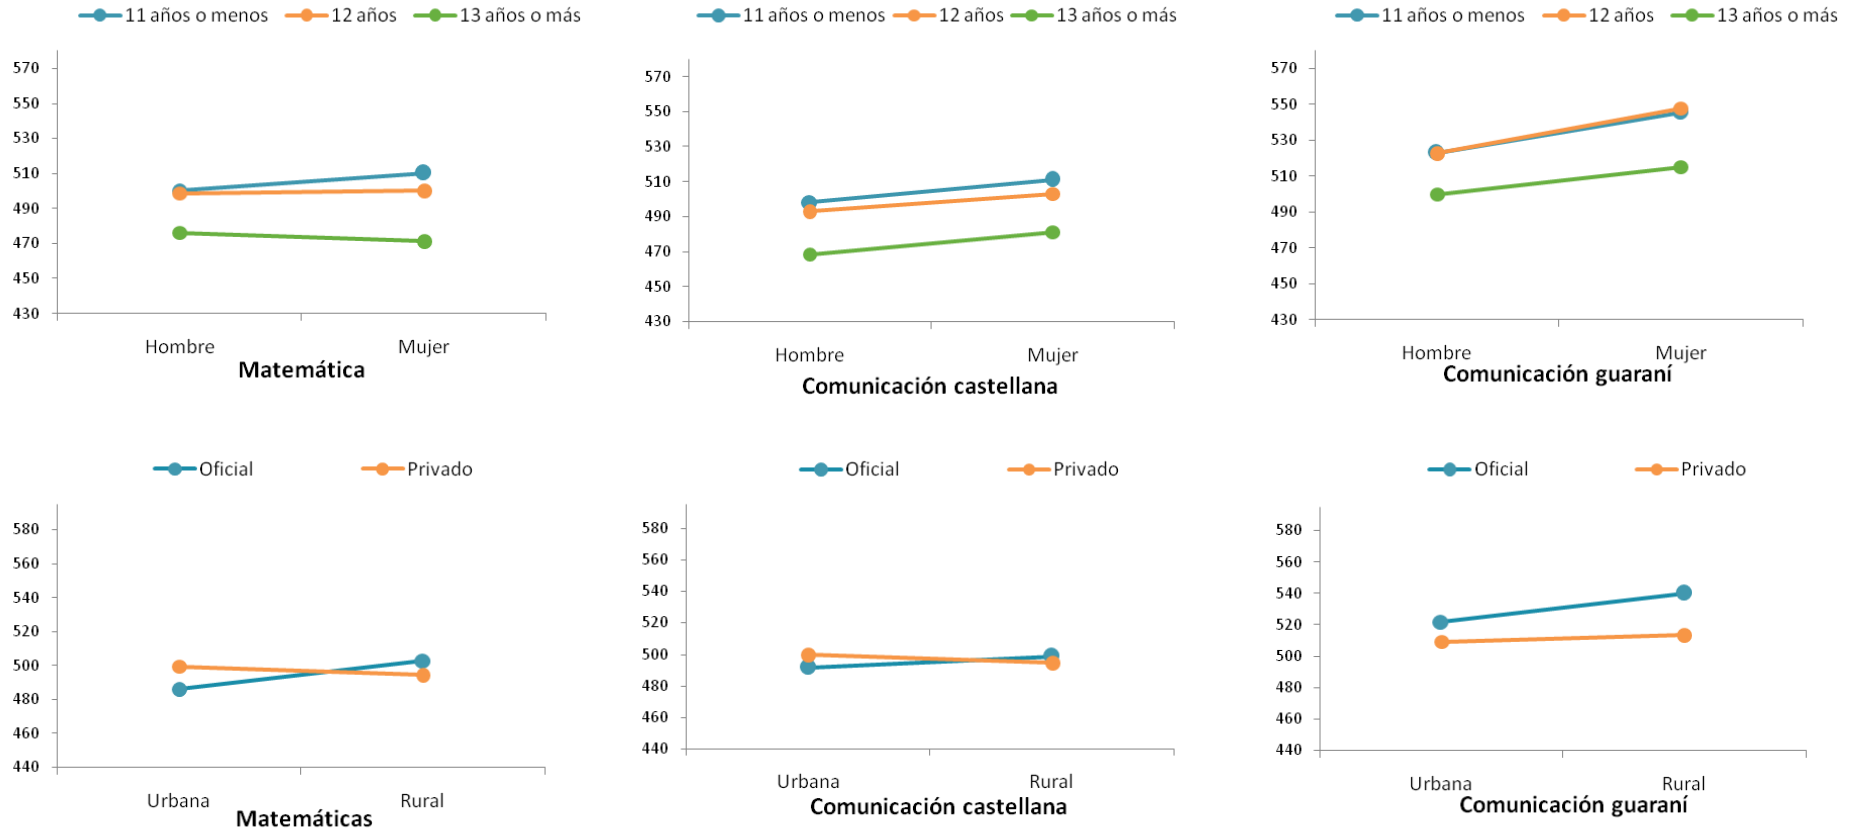 11 años o menos 12 años 13 años o más
570
550
530
510
490
470
450
430
Hombre Mujer
Matemática
11 años o menos 12 años 13 años o más
570
550
530
510
490
470
450
430
Hombre Mujer
Comunicación castellana
11 años o menos 12 años 13 años o más
570
550
530
510
490
470
450
430
Hombre Mujer
Comunicación guaraní
Oficial Privado
580
560
540
520
500
480
460
440
Urbana Rural
Matemáticas
Oficial Privado
580
560
540
520
500
480
460
440
Urbana Rural
Comunicación castellana
Oficial Privado
580
560
540
520
500
480
460
440
Urbana Rural
Comunicación guaraní